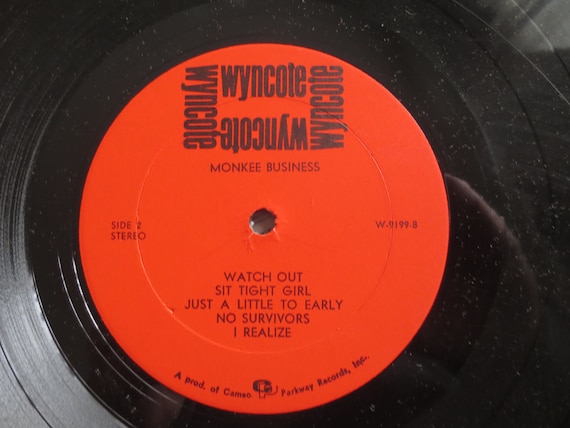 wyncote
wyncote
wyncote
wyncote
MONKEE BUSINESS
SIDE 2
STEREO
W-9199-B
WATCH OUT
SIT TIGHT GIRL
JUST A LITTLE TO EARLY
NO SURVIVORS
I REALIZE
A prod. of Cameo CP Parkway Records, Inc.